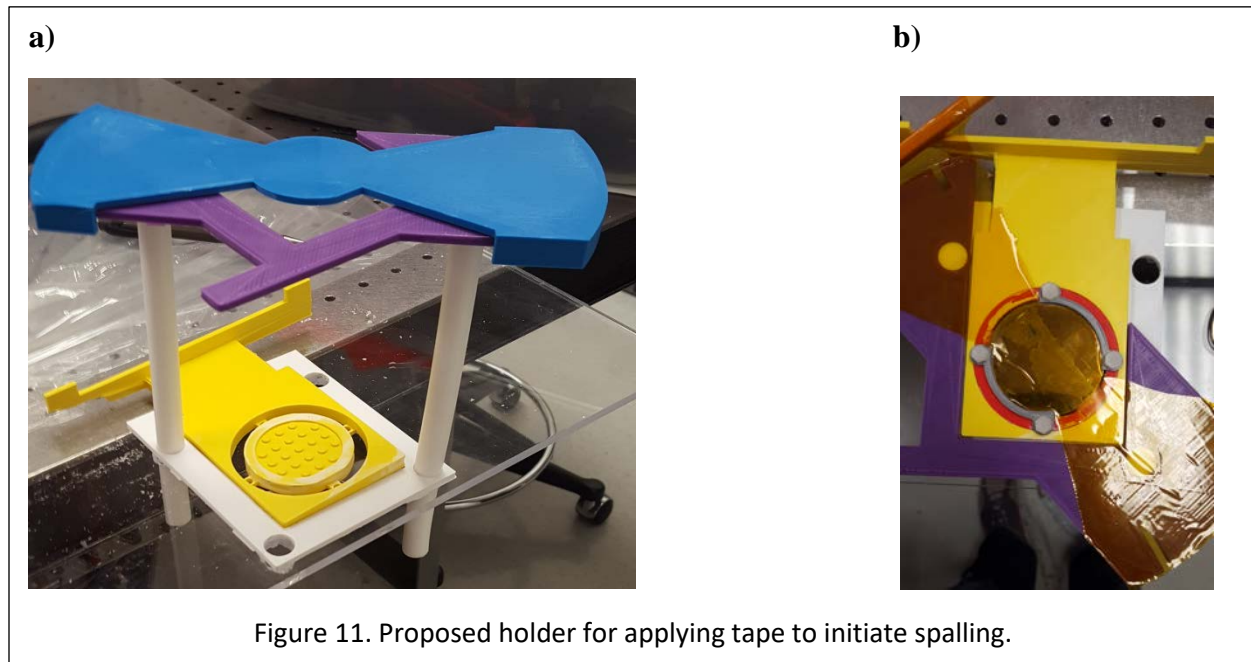 a)
b)
Figure 11. Proposed holder for applying tape to initiate spalling.